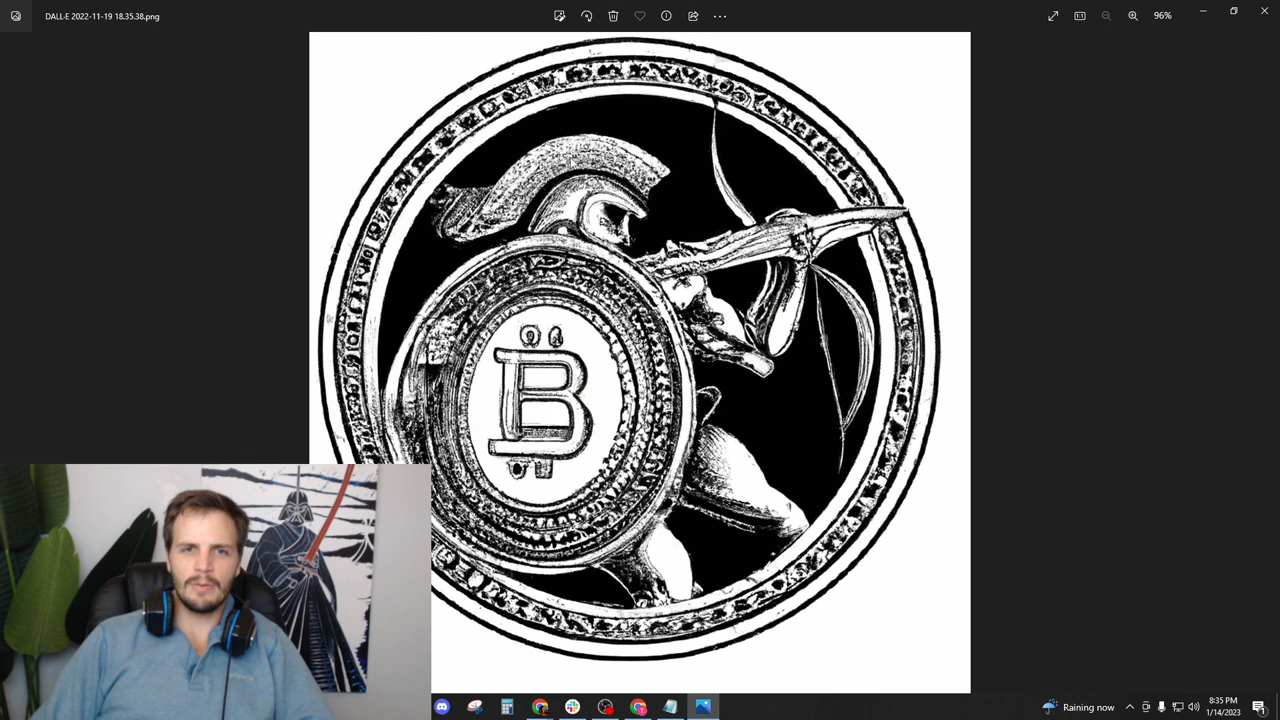 DALL·E 2022-11-19 18.35.38.png
96%
B
Raining now
8:35 PM
1/14/2023